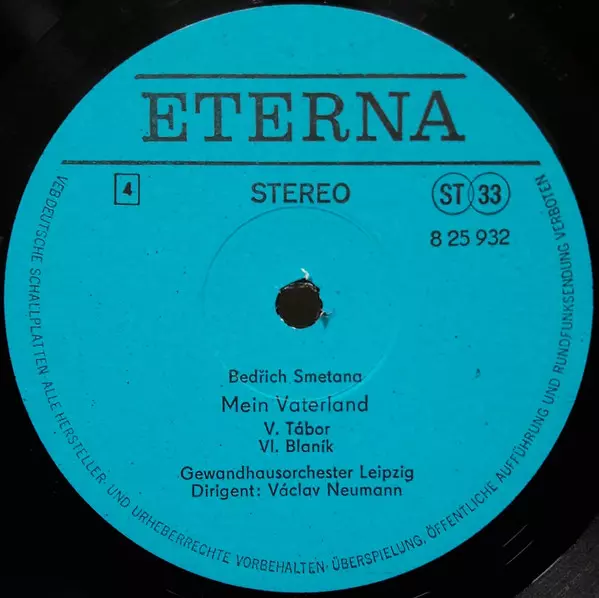 ETERNA
4
STEREO
ST 33
8 25 932
Bedřich Smetana
Mein Vaterland
V. Tábor
VI. Blaník
Gewandhausorchester Leipzig
Dirigent: Václav Neumann
VEB DEUTSCHE SCHALLPLATTEN · ALLE HERSTELLER- UND URHEBERRECHTE VORBEHALTEN · ÜBERSPIELUNG, ÖFFENTLICHE AUFFÜHRUNG UND RUNDFUNKSENDUNG VERBOTEN